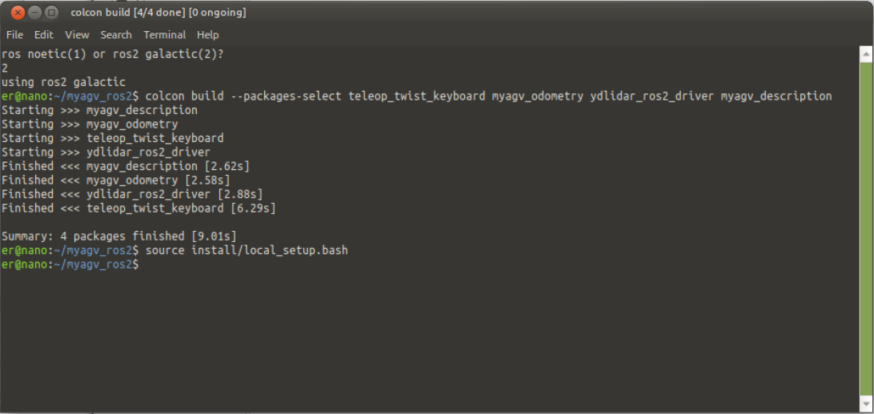 colcon build [4/4 done] [0 ongoing]
File Edit View Search Terminal Help
ros noetic(1) or ros2 galactic(2)?
2
using ros2 galactic
er@nano:~/myagv_ros2$ colcon build --packages-select teleop_twist_keyboard myagv_odometry ydlidar_ros2_driver myagv_description
Starting >>> myagv_description
Starting >>> myagv_odometry
Starting >>> teleop_twist_keyboard
Starting >>> ydlidar_ros2_driver
Finished <<< myagv_description [2.62s]
Finished <<< myagv_odometry [2.58s]
Finished <<< ydlidar_ros2_driver [2.88s]
Finished <<< teleop_twist_keyboard [6.29s]
Summary: 4 packages finished [9.01s]
er@nano:~/myagv_ros2$ source install/local_setup.bash
er@nano:~/myagv_ros2$